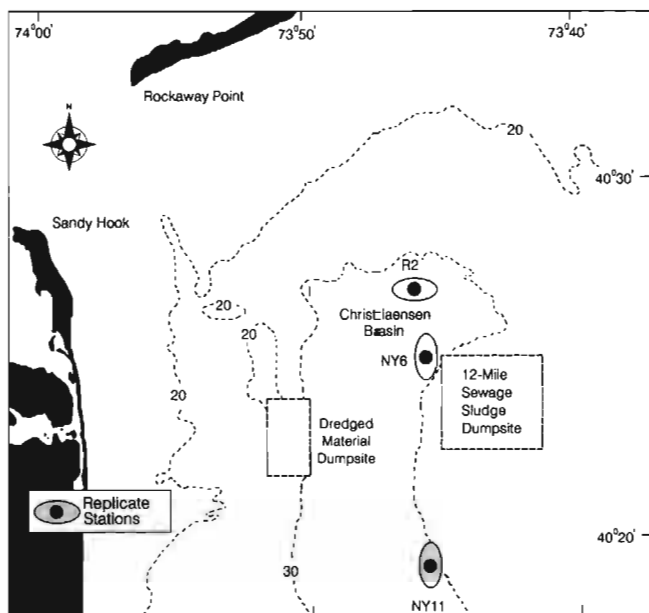 74°00'
73°50'
73°40'
N
Rockaway Point
20
40°30'
Sandy Hook
R2
20
Christiaensen
Basin
20
NY6
12-Mile
Sewage
Sludge
Dumpsite
20
Dredged
Material
Dumpsite
Replicate
Stations
40°20'
30
NY11